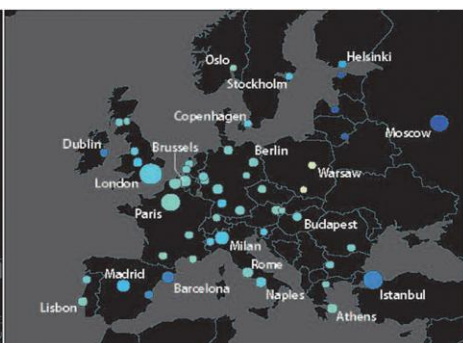 Oslo
Helsinki
Stockholm
Copenhagen
Moscow
Dublin
Brussels
Berlin
London
Warsaw
Paris
Budapest
Milan
Madrid
Rome
Lisbon
Barcelona
Naples
Istanbul
Athens